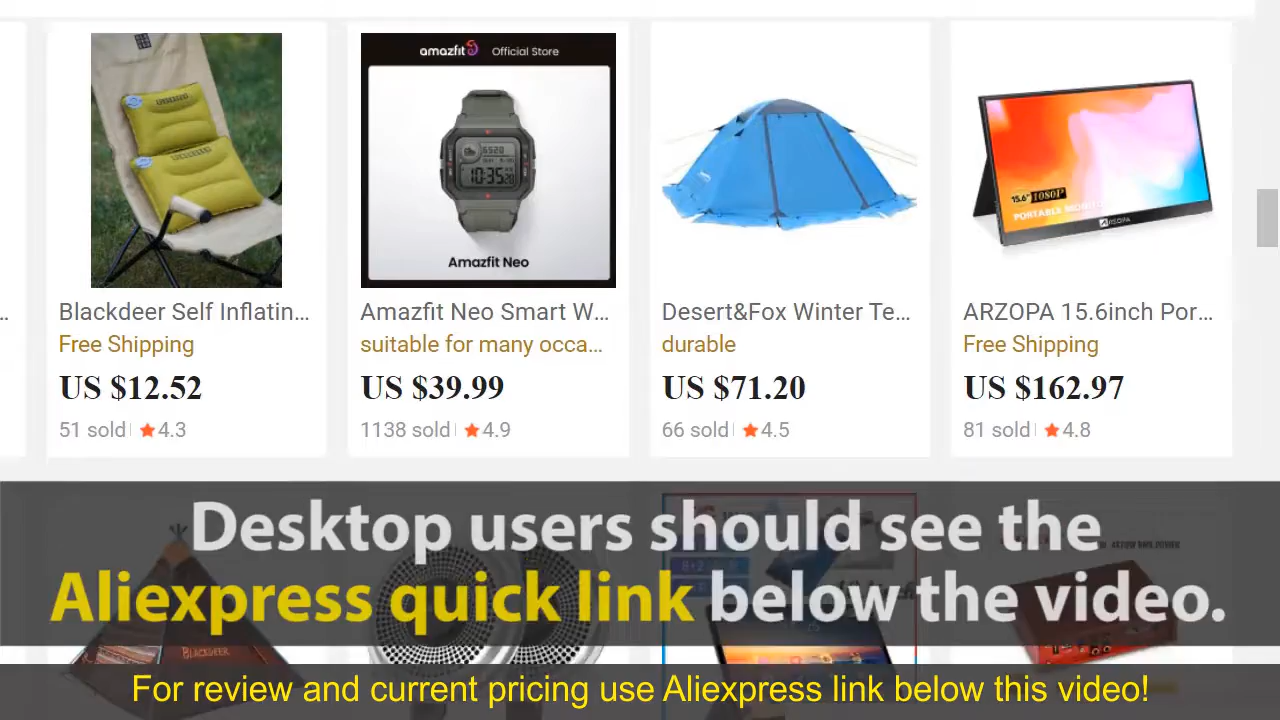 amazfit Official Store
6520
10:35
Amazfit Neo
15.6" 1080P
PORTABLE MONITO
ARZOPA
Blackdeer Self Inflatin...
Free Shipping
US $12.52
51 sold 4.3
Amazfit Neo Smart W...
suitable for many occa...
US $39.99
1138 sold 4.9
Desert&Fox Winter Te...
durable
US $71.20
66 sold 4.5
ARZOPA 15.6inch Por...
Free Shipping
US $162.97
81 sold 4.8
Desktop users should see the
Aliexpress quick link below the video.
BLACKDEER
For review and current pricing use Aliexpress link below this video!